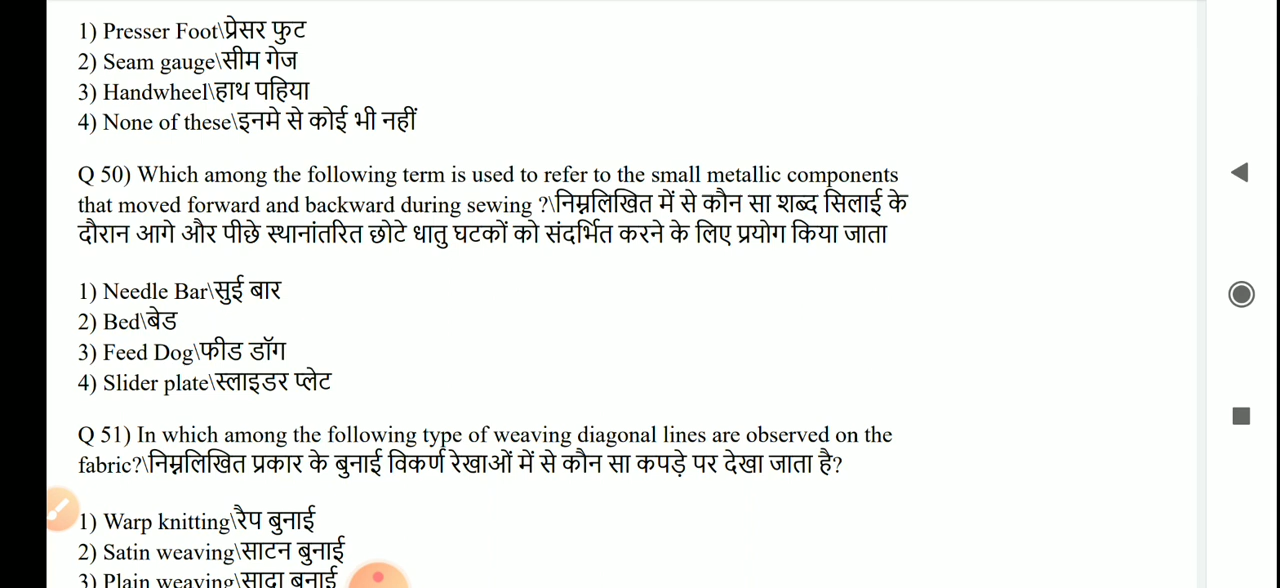 1) Presser Foot\प्रेसर फुट
2) Seam gauge\सीम गेज
3) Handwheel\हाथ पहिया
4) None of these\इनमे से कोई भी नहीं
Q 50) Which among the following term is used to refer to the small metallic components
that moved forward and backward during sewing ?\निम्नलिखित में से कौन सा शब्द सिलाई के
दौरान आगे और पीछे स्थानांतरित छोटे धातु घटकों को संदर्भित करने के लिए प्रयोग किया जाता
1) Needle Bar\सुई बार
2) Bed\बेड
3) Feed Dog\फीड डॉग
4) Slider plate\स्लाइडर प्लेट
Q 51) In which among the following type of weaving diagonal lines are observed on the
fabric?\निम्नलिखित प्रकार के बुनाई विकर्ण रेखाओं में से कौन सा कपड़े पर देखा जाता है?
1) Warp knitting\रैप बुनाई
2) Satin weaving\साटन बुनाई
3) Plain weaving\सादा बुनाई